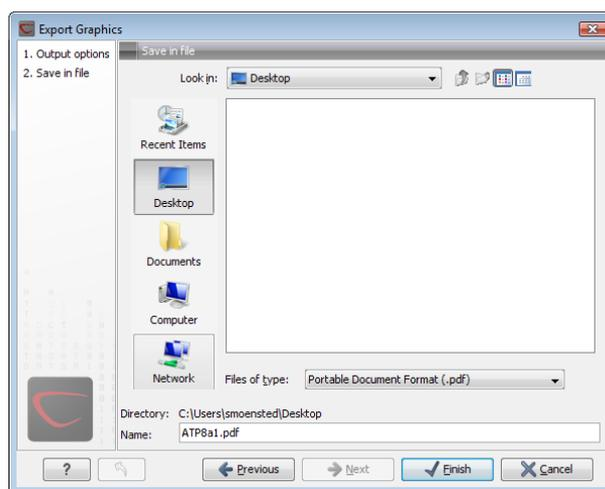 Export Graphics
1. Output options
2. Save in file
Save in file
Look in:
Desktop
Recent Items
Desktop
Documents
Computer
Network
Files of type:
Portable Document Format (.pdf)
Directory: C:\Users\smoensted\Desktop
Name:
ATP8a1.pdf
?
Previous
Next
Finish
Cancel